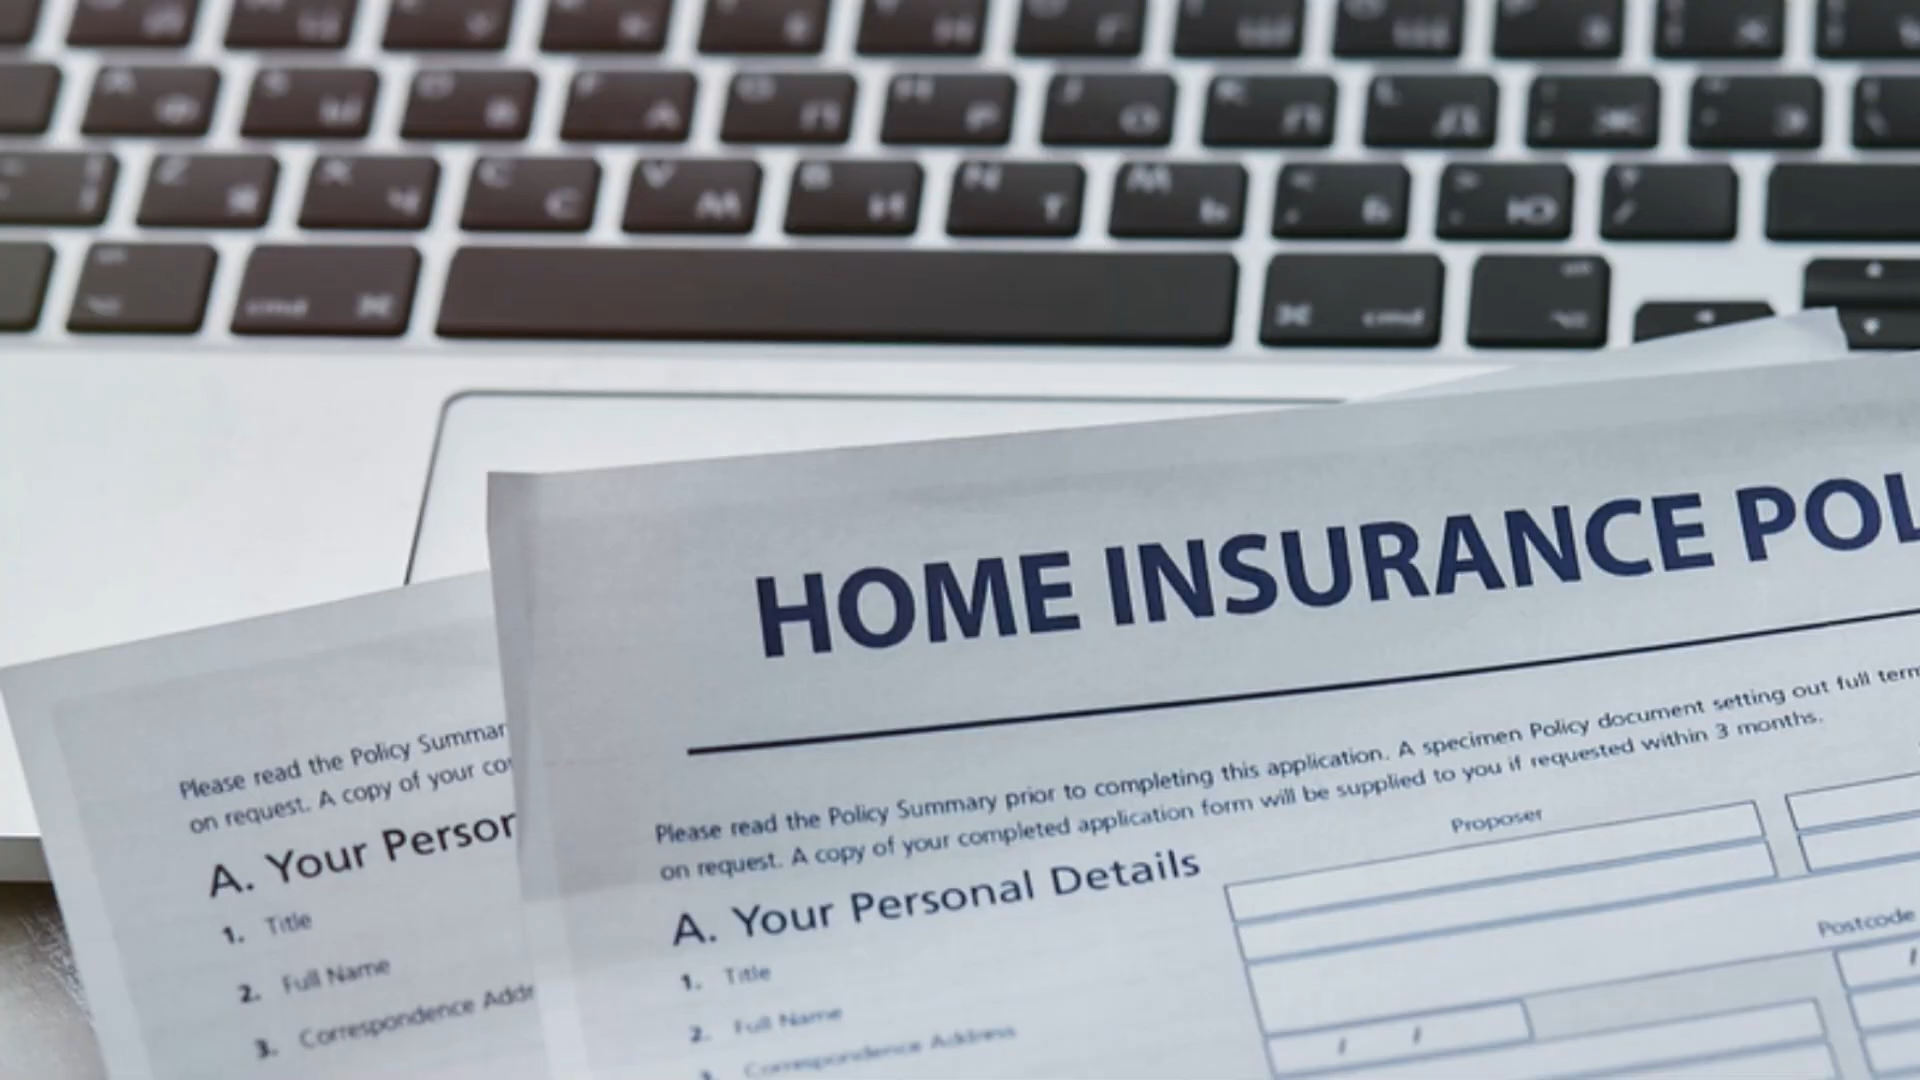 cmd
cmd
HOME INSURANCE POL
Please read the Policy Summary prior to completing this application. A specimen Policy document setting out full term
on request. A copy of your completed application form will be supplied to you if requested within 3 months.
Proposer
A. Your Personal Details
Postcode
1. Title
2. Full Name
3. Correspondence Address
/ /
Please read the Policy Summar
on request. A copy of your co
A. Your Person
1. Title
2. Full Name
3. Correspondence Addr